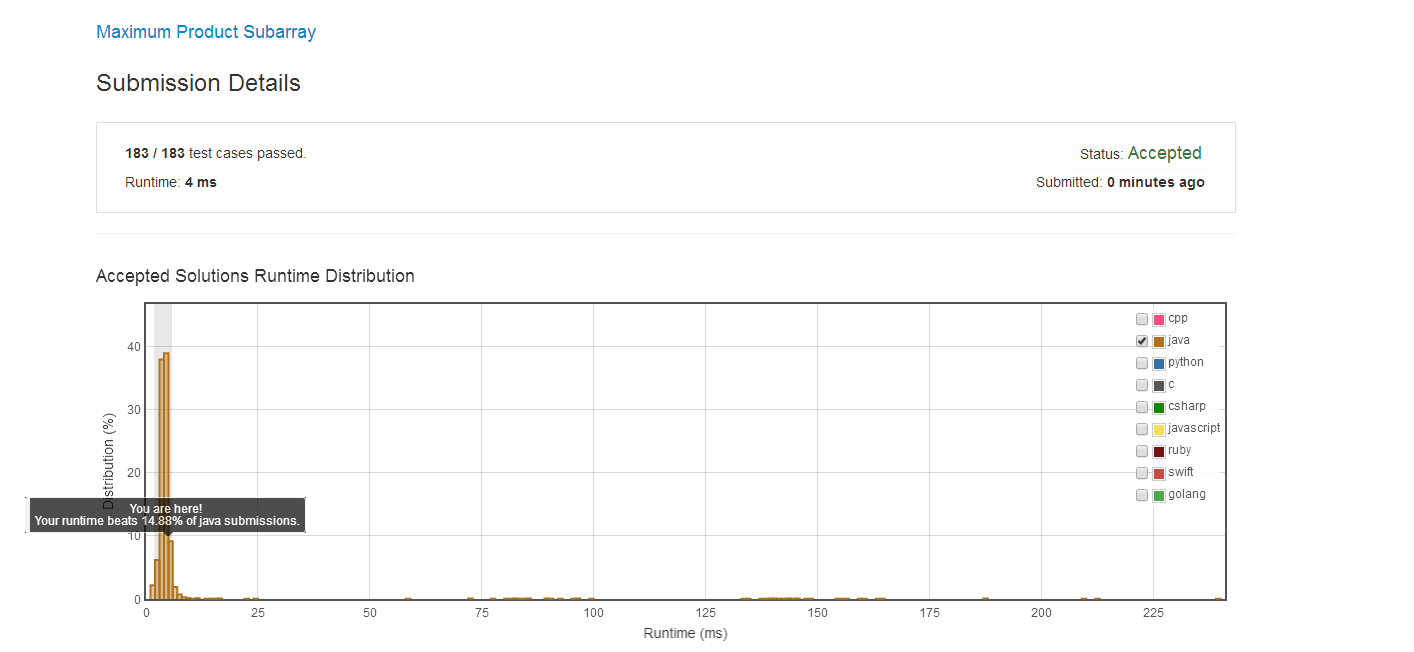 Maximum Product Subarray
Submission Details
183 / 183 test cases passed.
Status: Accepted
Runtime: 4 ms
Submitted: 0 minutes ago
Accepted Solutions Runtime Distribution
cpp
java
python
c
csharp
javascript
ruby
swift
golang
Distribution (%)
40
30
20
10
0
You are here!
Your runtime beats 14.88% of java submissions.
0 25 50 75 100 125 150 175 200 225
Runtime (ms)